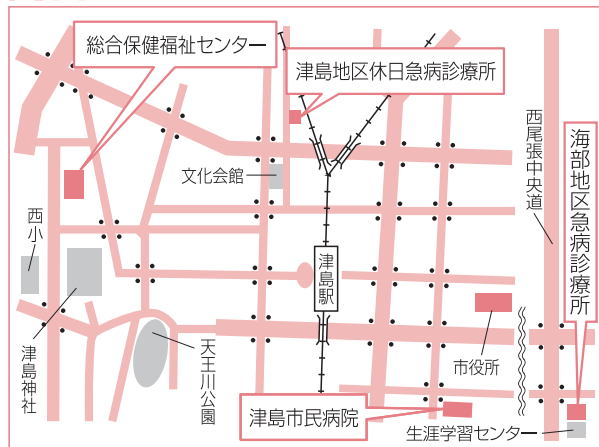 総合保健福祉センター
津島地区休日急病診療所
西尾張中央道
海部地区急病診療所
文化会館
西小
津島駅
市役所
津島神社
天王川公園
津島市民病院
生涯学習センター